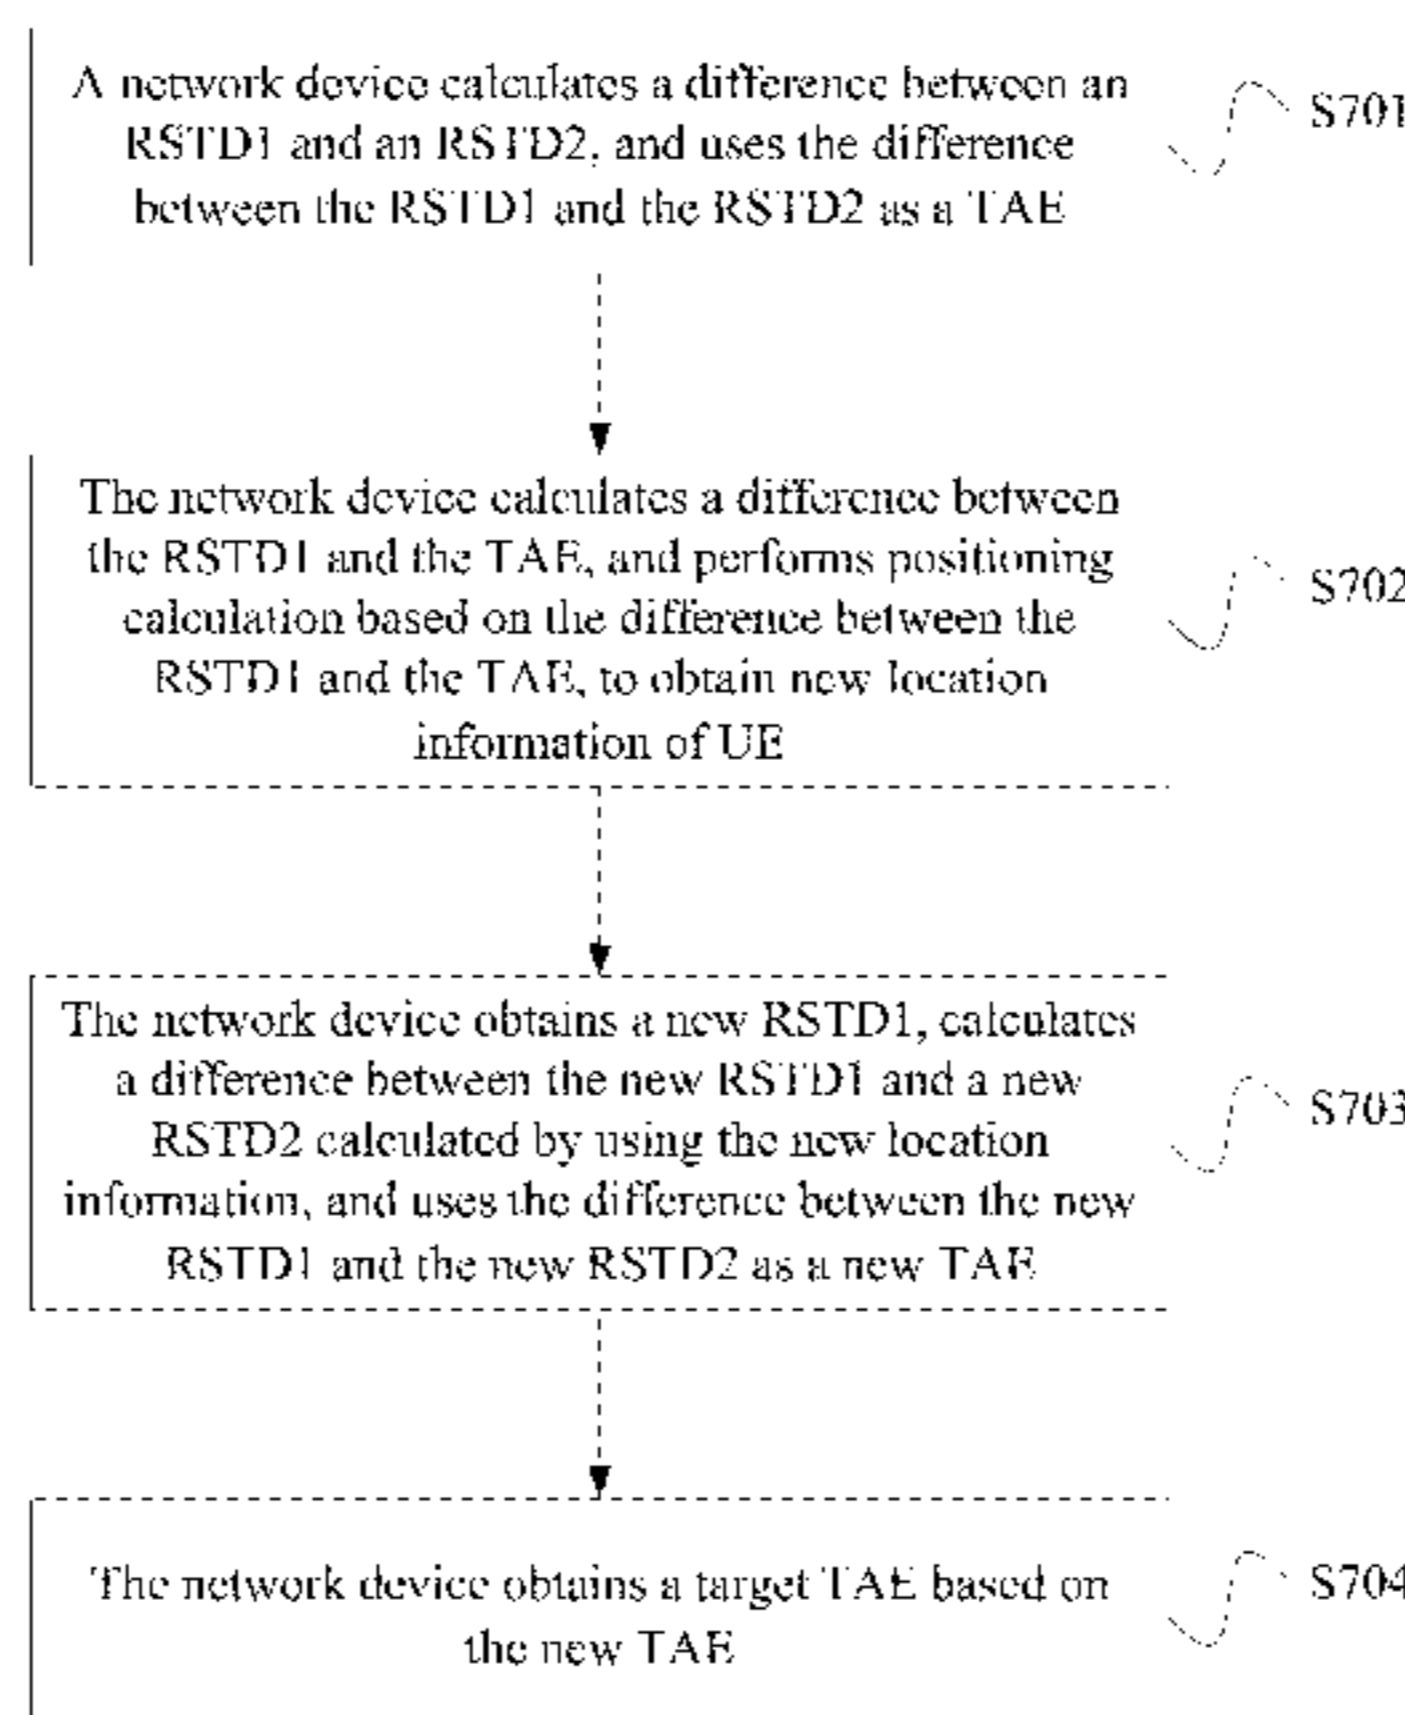 A network device calculates a difference between an
RSTD1 and an RSTD2, and uses the difference
between the RSTD1 and the RSTD2 as a TAE
S701
The network device calculates a difference between
the RSTD1 and the TAE, and performs positioning
calculation based on the difference between the
RSTD1 and the TAE, to obtain new location
information of UE
S702
The network device obtains a new RSTD1, calculates
a difference between the new RSTD1 and a new
RSTD2 calculated by using the new location
information, and uses the difference between the new
RSTD1 and the new RSTD2 as a new TAE
S703
The network device obtains a target TAE based on
the new TAE
S704